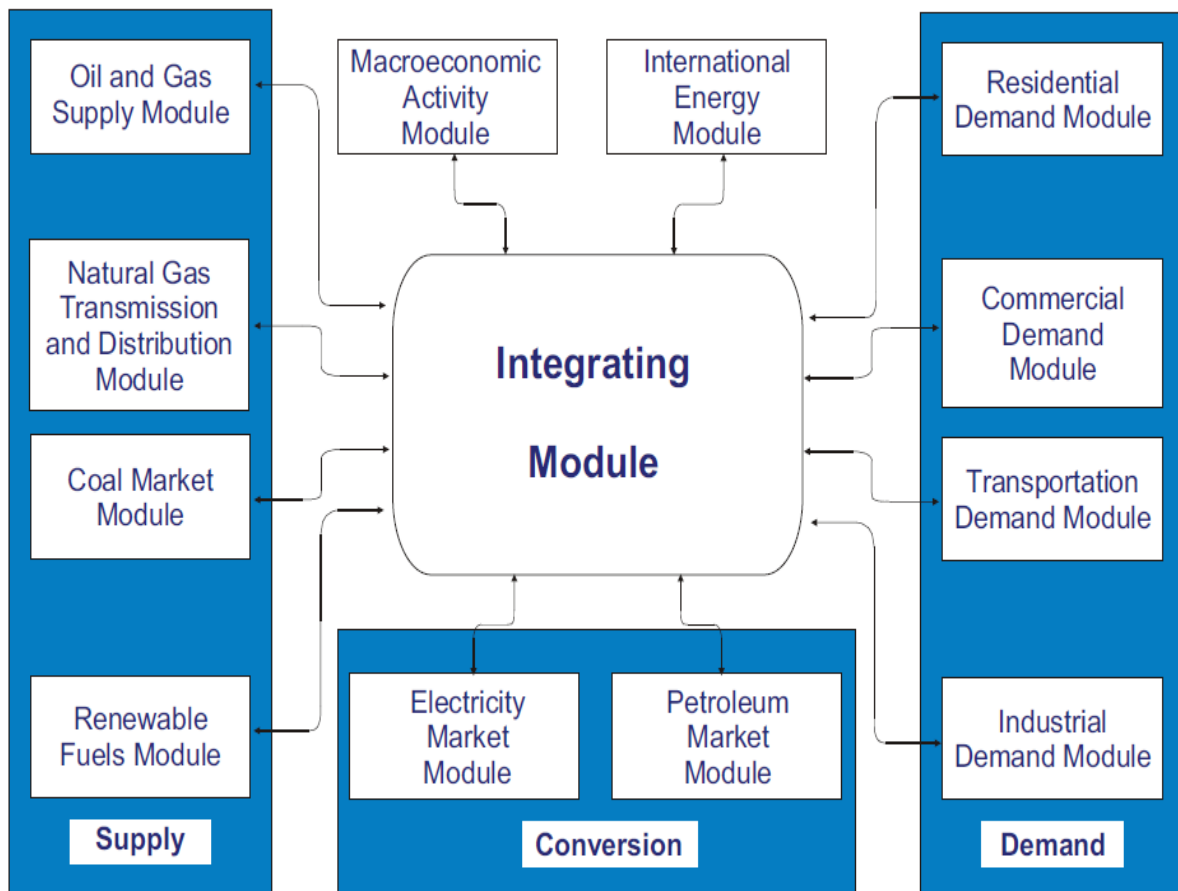 Oil and Gas
Supply Module
Natural Gas
Transmission
and Distribution
Module
Coal Market
Module
Renewable
Fuels Module
Supply
Macroeconomic
Activity
Module
International
Energy
Module
Integrating
Module
Electricity
Market
Module
Petroleum
Market
Module
Conversion
Residential
Demand Module
Commercial
Demand
Module
Transportation
Demand Module
Industrial
Demand Module
Demand